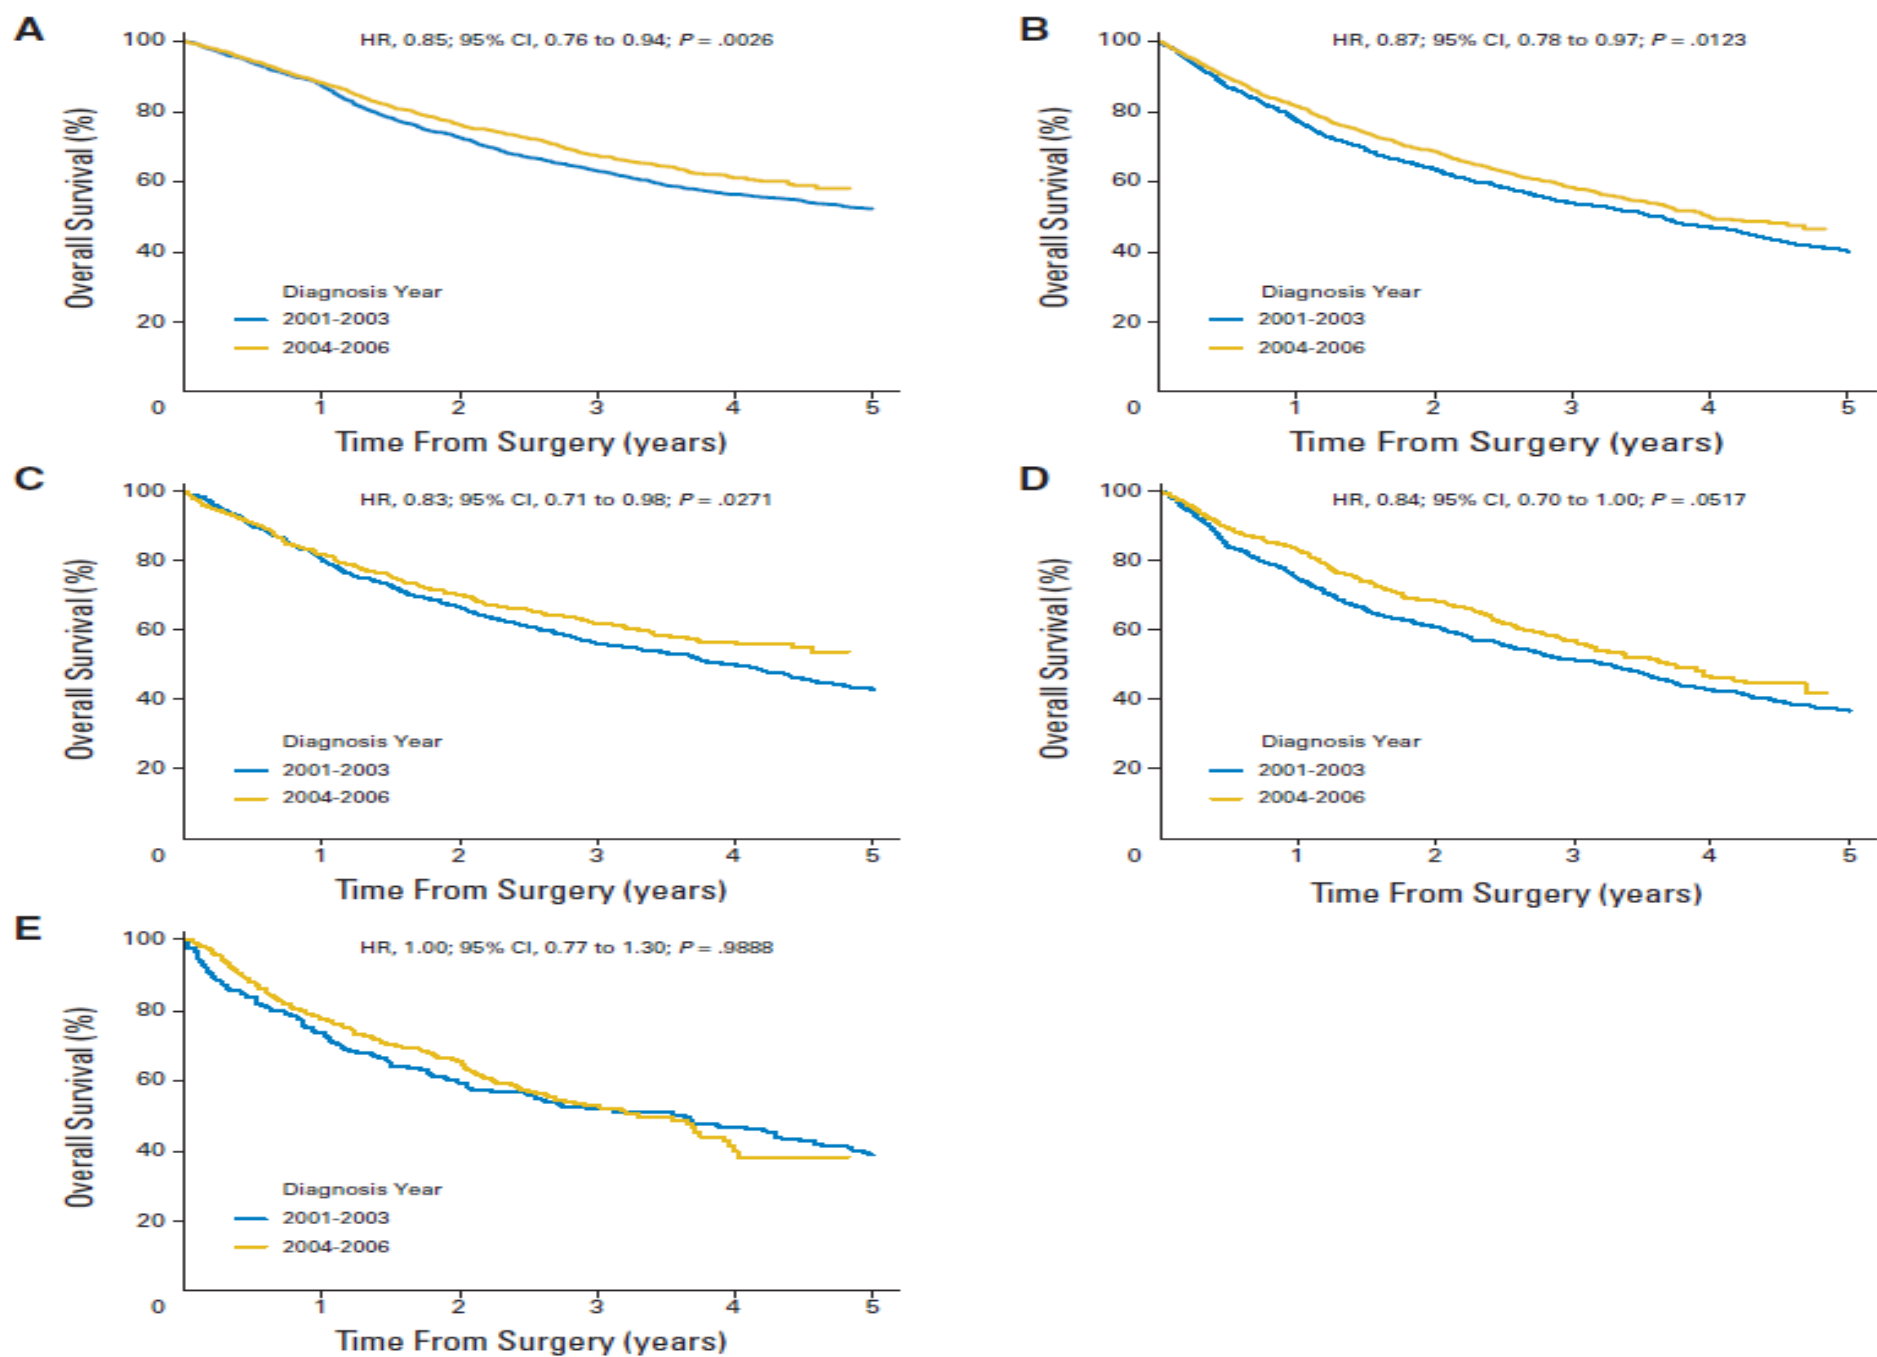 A
HR, 0.85; 95% CI, 0.76 to 0.94; P = .0026
Overall Survival (%)
100
80
60
40
20
0
Diagnosis Year
2001-2003
2004-2006
1 2 3 4 5
Time From Surgery (years)
B
HR, 0.87; 95% CI, 0.78 to 0.97; P = .0123
Overall Survival (%)
100
80
60
40
20
0
Diagnosis Year
2001-2003
2004-2006
1 2 3 4 5
Time From Surgery (years)
C
HR, 0.83; 95% CI, 0.71 to 0.98; P = .0271
Overall Survival (%)
100
80
60
40
20
0
Diagnosis Year
2001-2003
2004-2006
1 2 3 4 5
Time From Surgery (years)
D
HR, 0.84; 95% CI, 0.70 to 1.00; P = .0517
Overall Survival (%)
100
80
60
40
20
0
Diagnosis Year
2001-2003
2004-2006
1 2 3 4 5
Time From Surgery (years)
E
HR, 1.00; 95% CI, 0.77 to 1.30; P = .9888
Overall Survival (%)
100
80
60
40
20
0
Diagnosis Year
2001-2003
2004-2006
1 2 3 4 5
Time From Surgery (years)